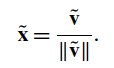 x̃ = ṽ / ‖ṽ‖.